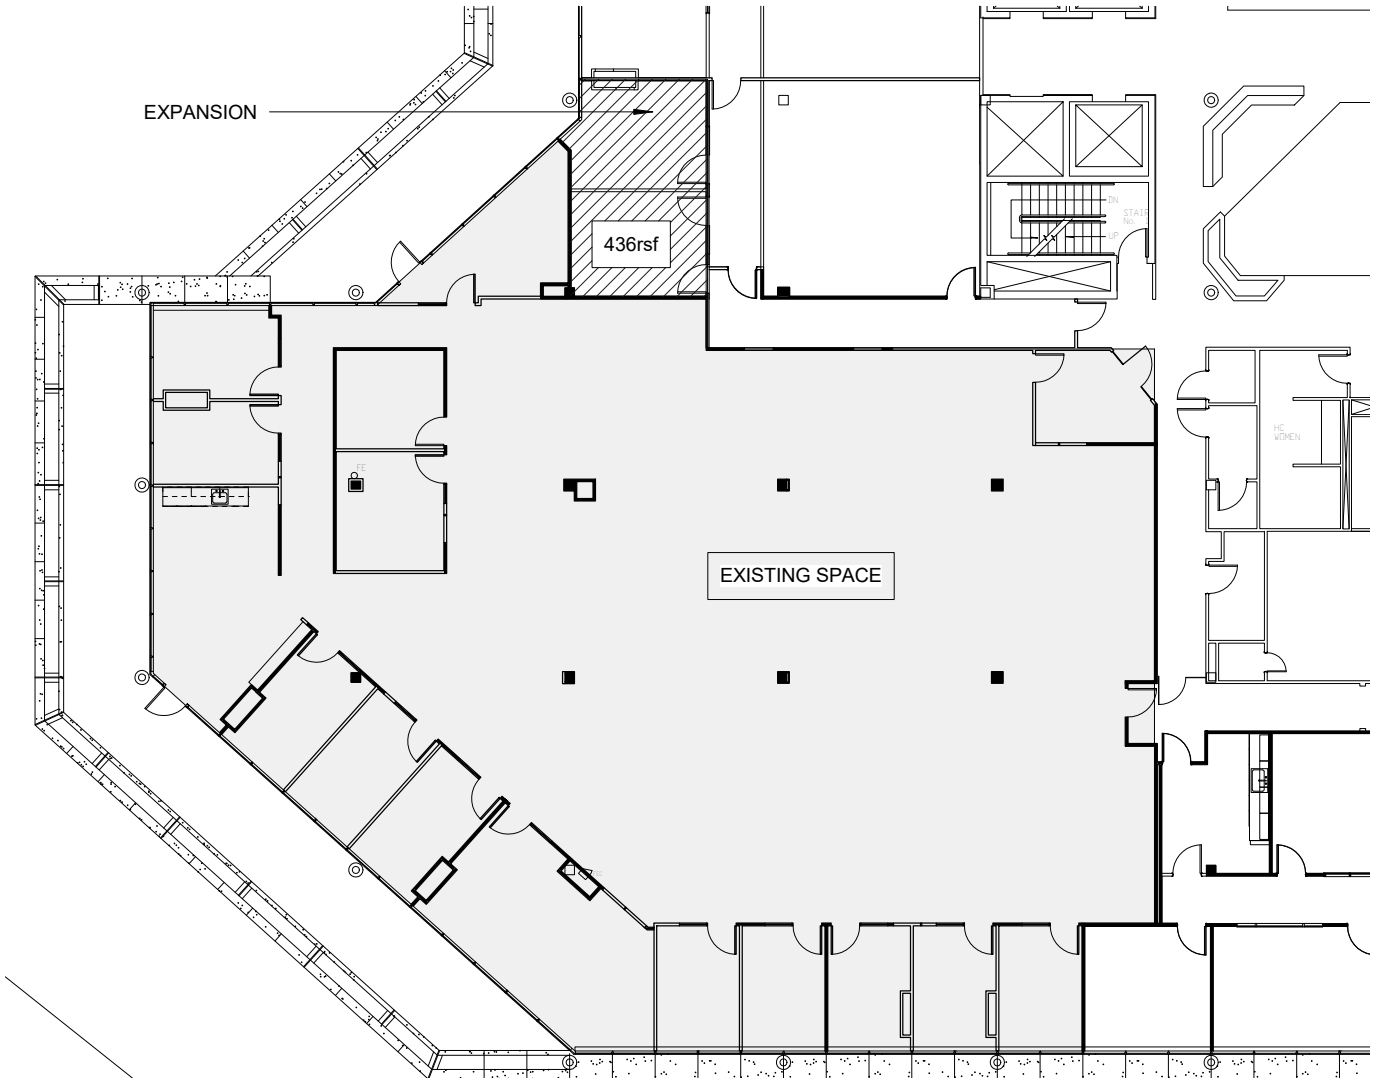 EXPANSION
DN
STAIR
No.
UP
436rsf
HC
WOMEN
FE
EXISTING SPACE